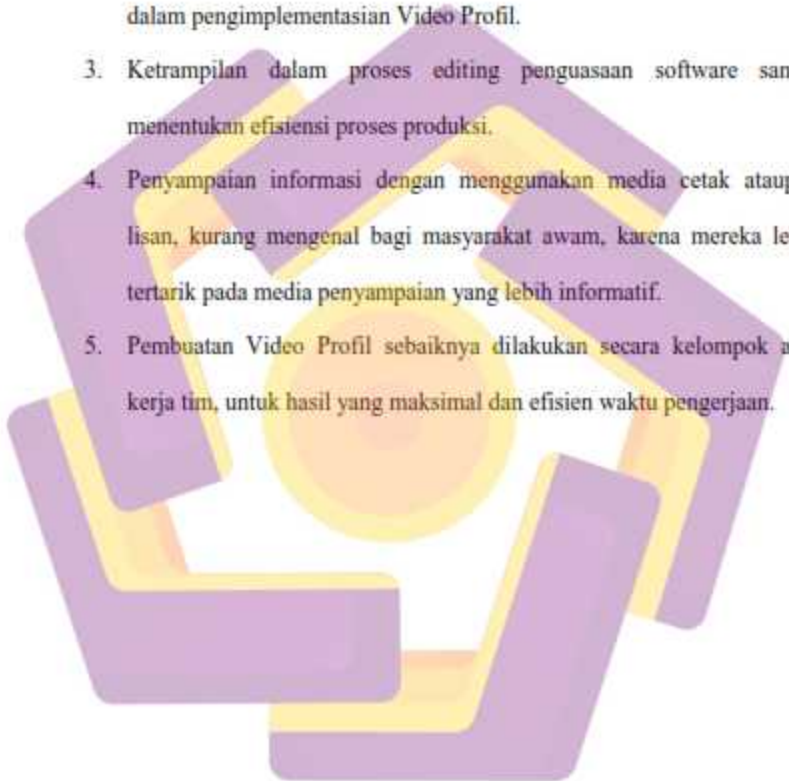 dalam pengimplementasian Video Profil.
3. Ketrampilan dalam proses editing penguasaan software
menentukan efisiensi proses produksi.
4. Penyampaian informasi dengan menggunakan media cetak
lisan, kurang mengenal bagi masyarakat awam, karena mereka
tertarik pada media penyampaian yang lebih informatif.
5. Pembuatan Video Profil sebaiknya dilakukan secara kelompok
kerja tim, untuk hasil yang maksimal dan efisien waktu pengerjaan.